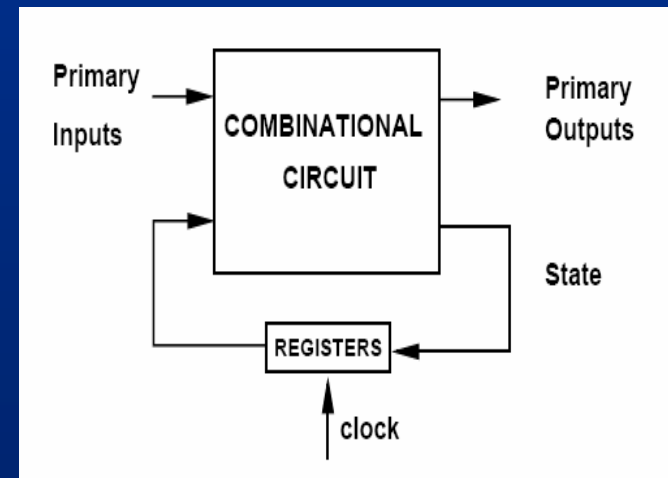 Primary
Inputs
COMBINATIONAL
CIRCUIT
Primary
Outputs
State
REGISTERS
clock